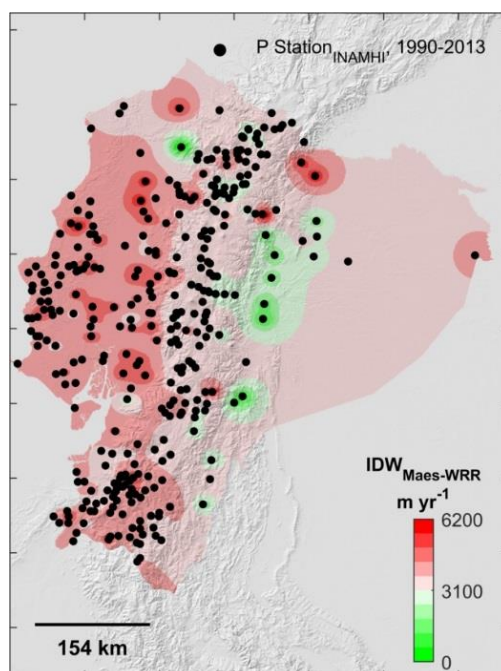 P Station INAMHI, 1990-2013
IDW Maes-WRR
m yr-1
6200
3100
0
154 km